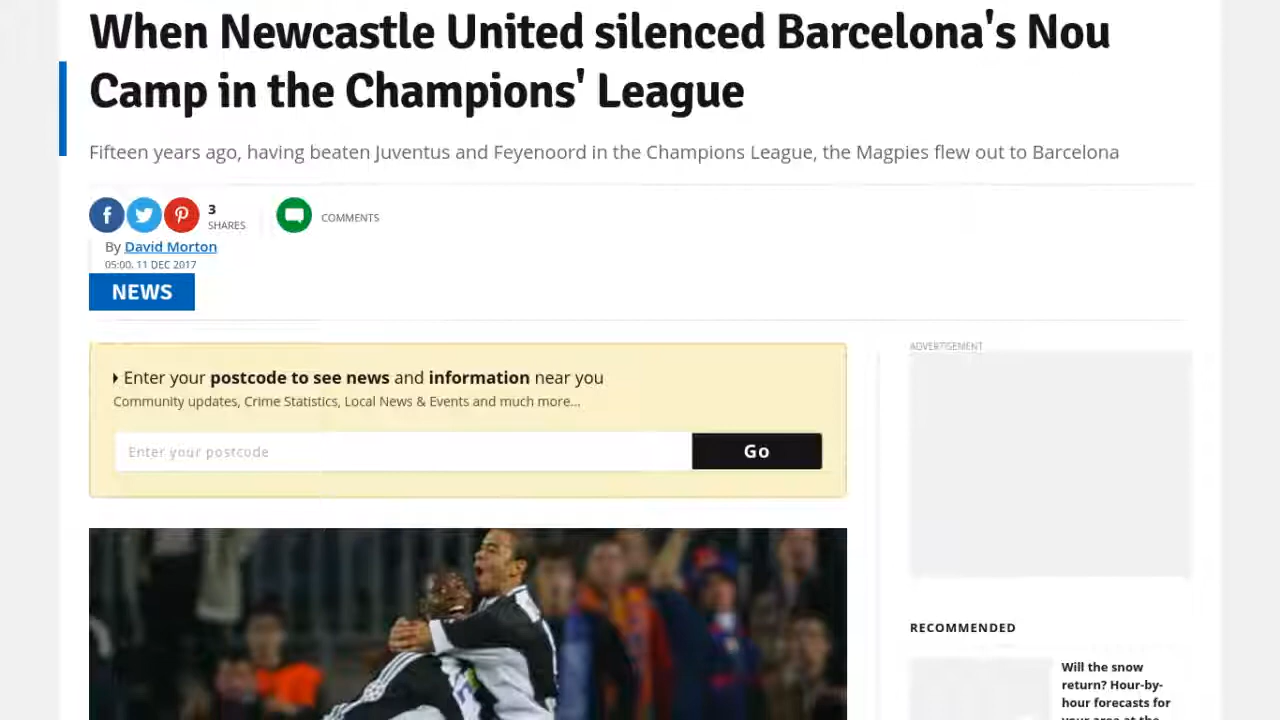 When Newcastle United silenced Barcelona's Nou
Camp in the Champions' League
Fifteen years ago, having beaten Juventus and Feyenoord in the Champions League, the Magpies flew out to Barcelona
3
SHARES
COMMENTS
By David Morton
05:00, 11 DEC 2017
NEWS
ADVERTISEMENT
Enter your postcode to see news and information near you
Community updates, Crime Statistics, Local News & Events and much more...
Enter your postcode
Go
RECOMMENDED
Will the snow
return? Hour-by-
hour forecasts for
your area at the